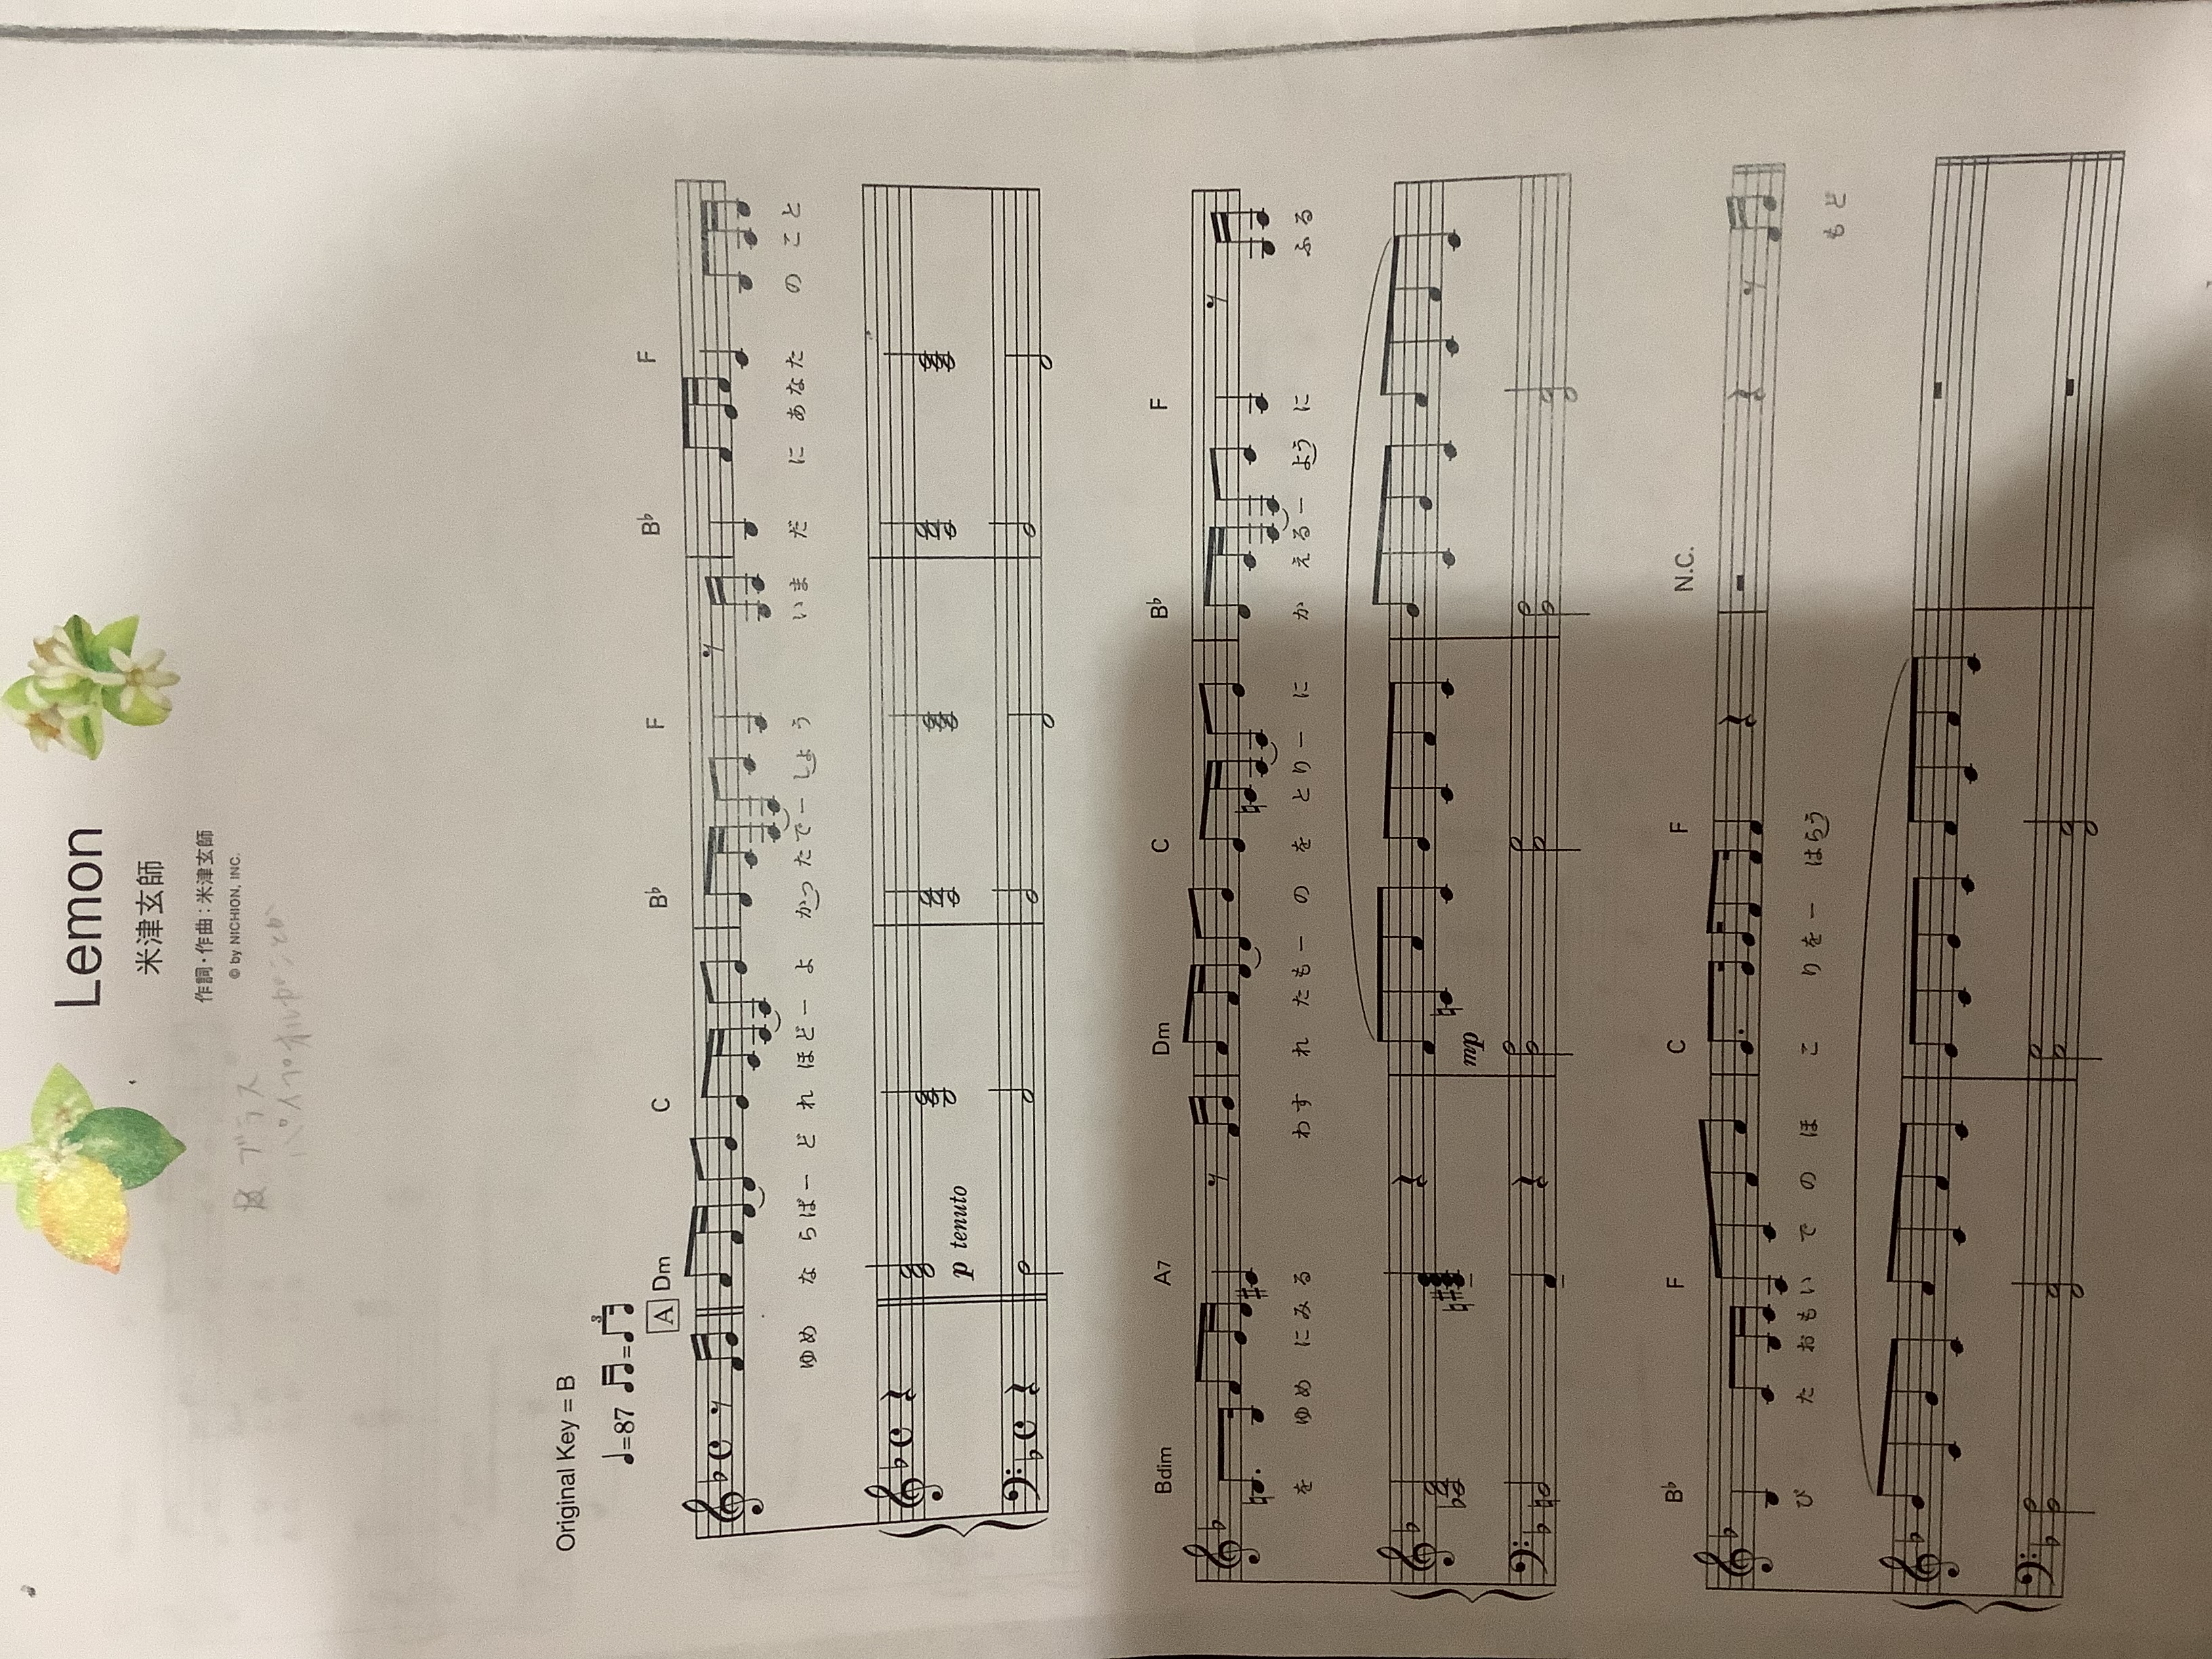 Lemon
米津玄師
作詞・作曲：米津玄師
© by NICHION, INC.
ブラス
パイプオルガンとか
Original Key = B
♩=87 ♫=♩♪ 3
A Dm C B♭ F B♭ F
ゆめ な らば ー ど れ ほど ー よ かっ たで ー しょ う いま だ に あなた の こと
p tenuto
Bdim A7 Dm C B♭ F
を ゆめ にみ る わす れ たも ー の を とり ー に か える ー よう に ふる
mp
B♭ F C F N.C.
び た おもい で の ほ こ りを ー はらう もど